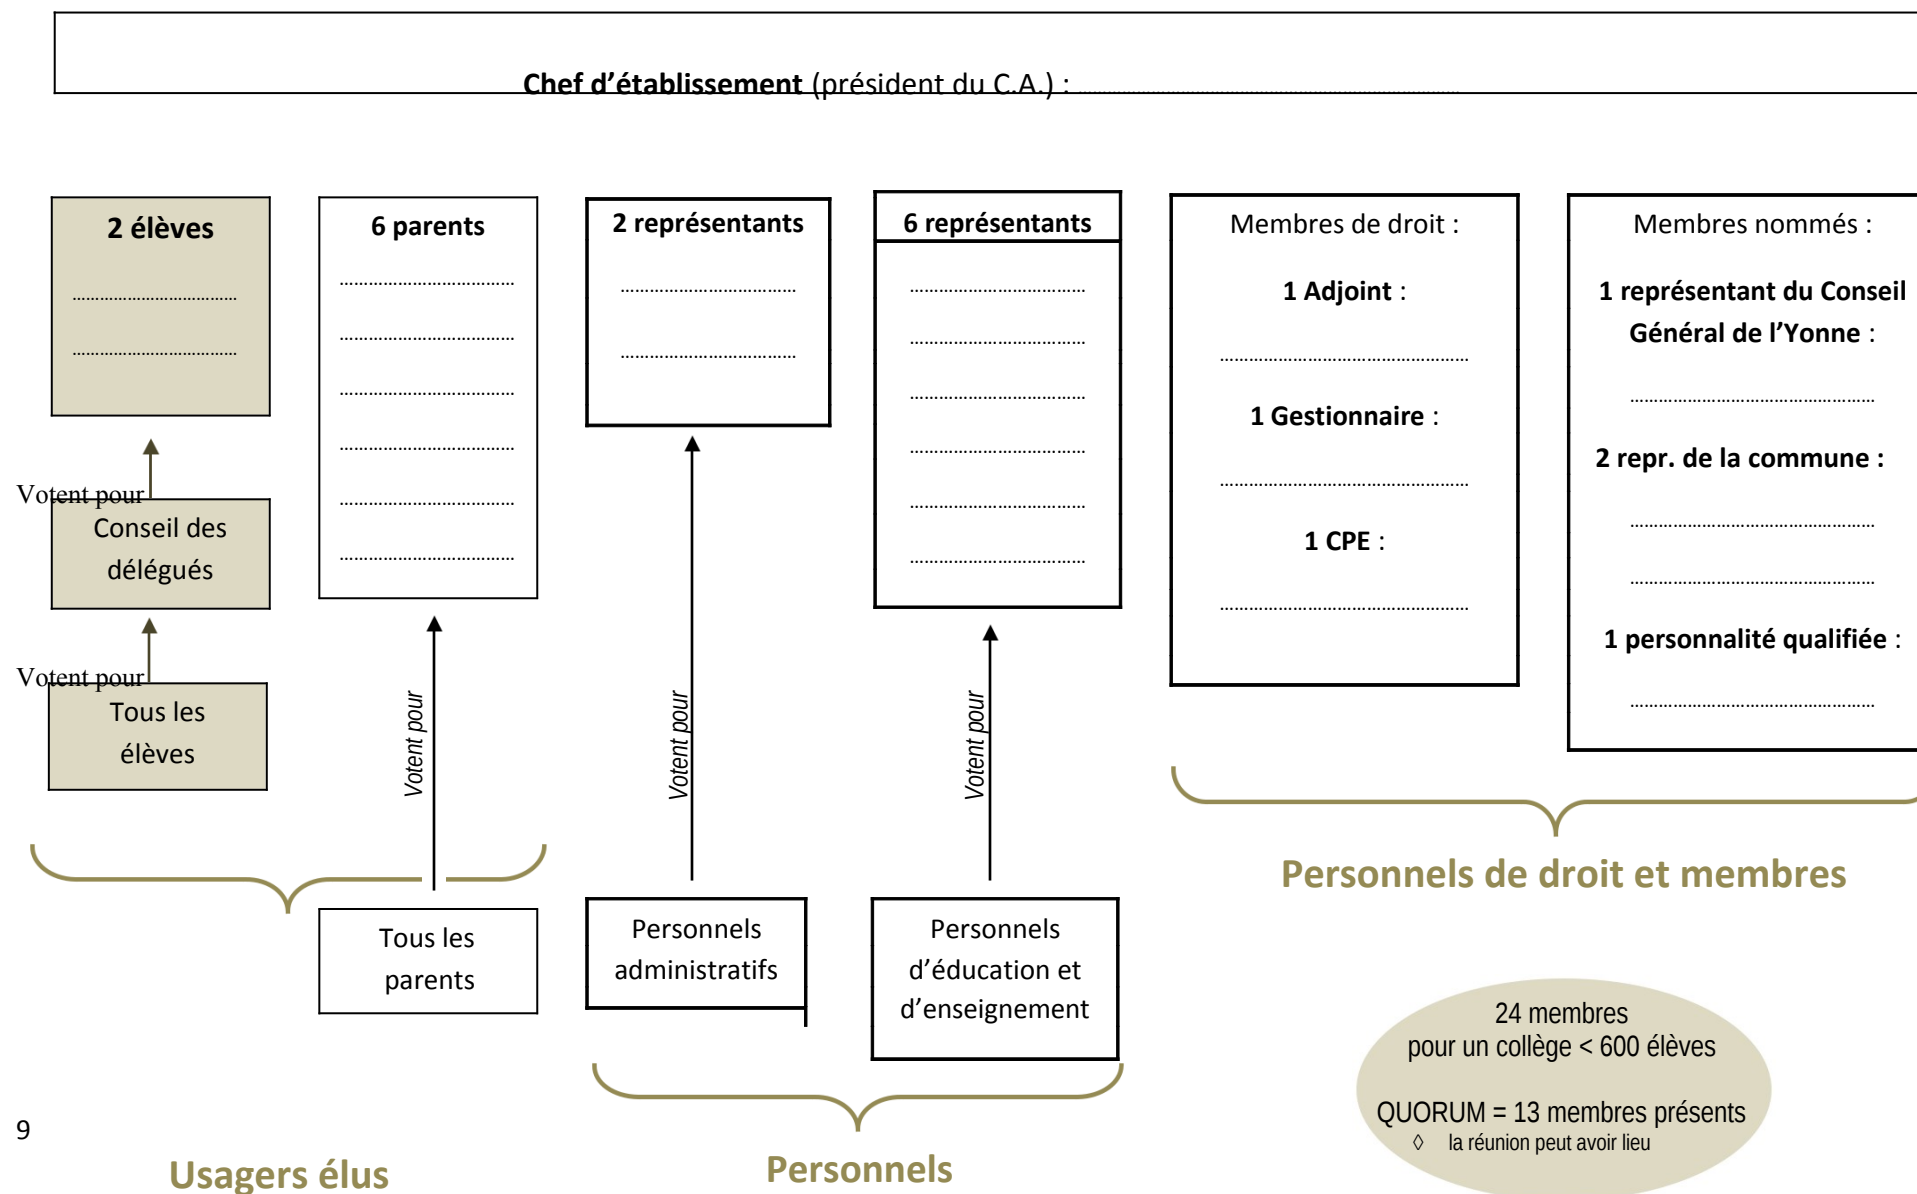 Chef d’établissement (président du C.A.) : ........................................
2 élèves
........................................
........................................
Votent pour
Conseil des
délégués
Votent pour
Tous les
élèves
6 parents
........................................
........................................
........................................
........................................
........................................
........................................
Votent pour
Tous les
parents
Usagers élus
2 représentants
........................................
........................................
Votent pour
Personnels
administratifs
6 représentants
........................................
........................................
........................................
........................................
........................................
........................................
Votent pour
Personnels
d’éducation et
d’enseignement
Personnels
Membres de droit :
1 Adjoint :
........................................
1 Gestionnaire :
........................................
1 CPE :
........................................
Membres nommés :
1 représentant du Conseil
Général de l’Yonne :
........................................
2 repr. de la commune :
........................................
........................................
1 personnalité qualifiée :
........................................
Personnels de droit et membres
24 membres
pour un collège < 600 élèves
QUORUM = 13 membres présents
◊ la réunion peut avoir lieu
9